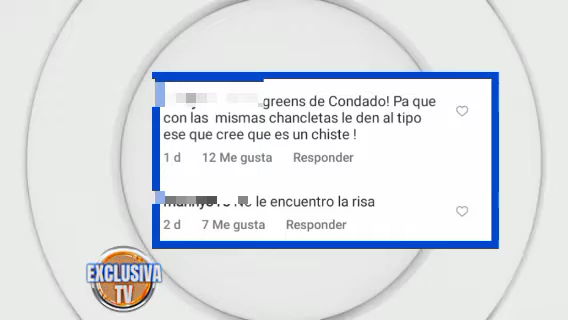 greens de Condado! Pa que
con las mismas chancletas le den al tipo
ese que cree que es un chiste !
1 d 12 Me gusta Responder
le encuentro la risa
2 d 7 Me gusta Responder
EXCLUSIVA
TV